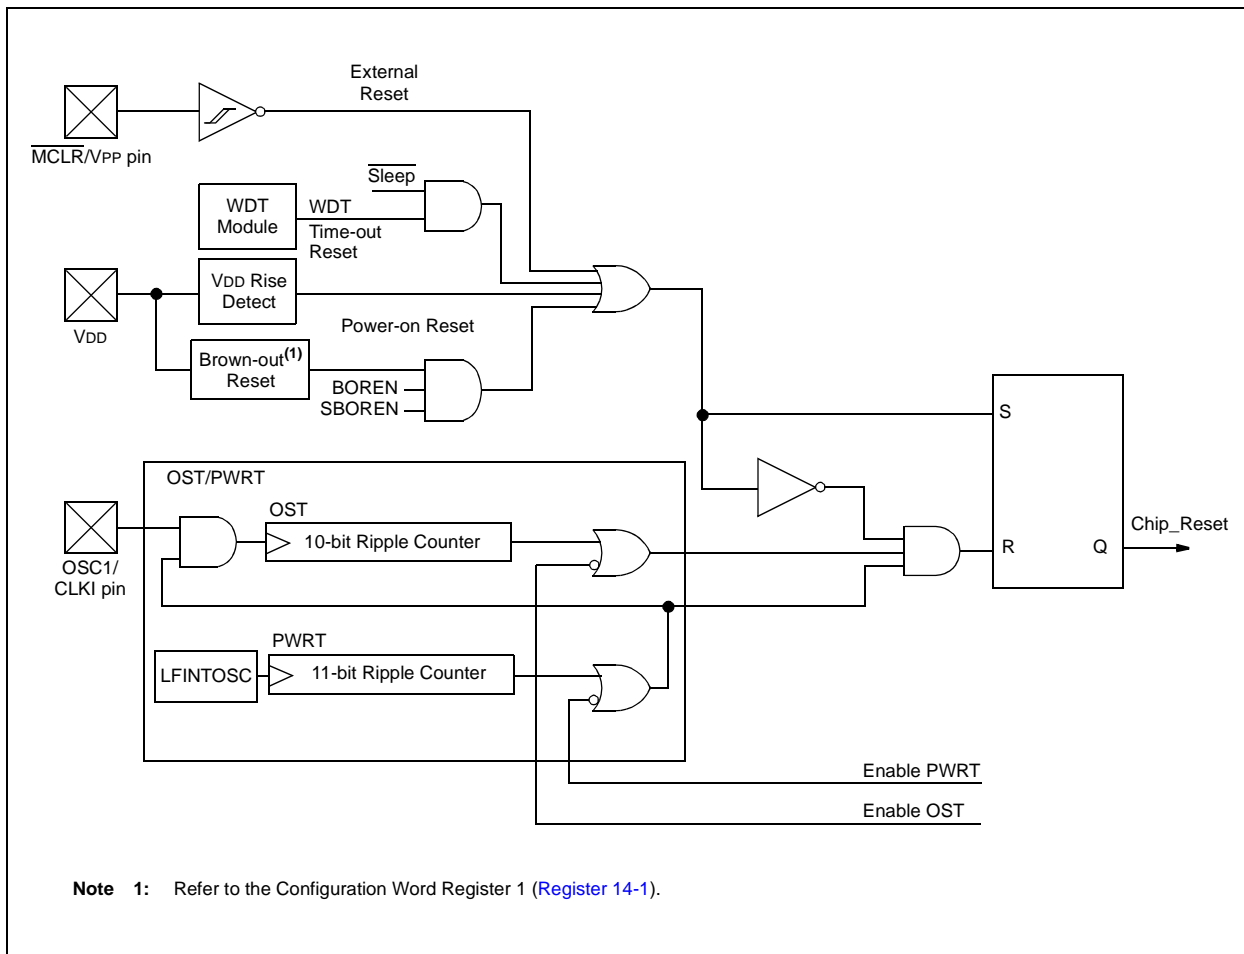 External
Reset
MCLR/VPP pin
Sleep
WDT
Module
WDT
Time-out
Reset
VDD Rise
Detect
VDD
Power-on Reset
Brown-out(1)
Reset
BOREN
SBOREN
S
OST/PWRT
OST
10-bit Ripple Counter
OSC1/
CLKI pin
Chip_Reset
R
Q
PWRT
LFINTOSC
11-bit Ripple Counter
Enable PWRT
Enable OST
Note 1: Refer to the Configuration Word Register 1 (Register 14-1).